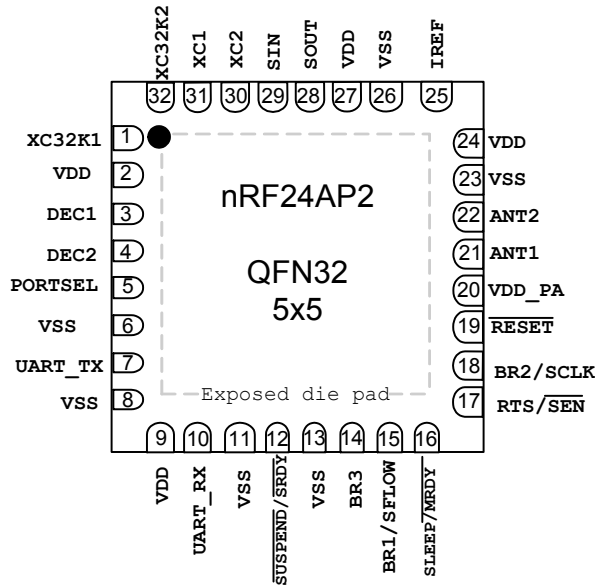 XC32K2
XC1
XC2
SIN
SOUT
VDD
VSS
IREF
32
31
30
29
28
27
26
25
XC32K1 1
VDD 2
DEC1 3
DEC2 4
PORTSEL 5
VSS 6
UART_TX 7
VSS 8
nRF24AP2
QFN32
5x5
Exposed die pad
24 VDD
23 VSS
22 ANT2
21 ANT1
20 VDD_PA
19 RESET
18 BR2/SCLK
17 RTS/SEN
9
10
11
12
13
14
15
16
VDD
UART_RX
VSS
SUSPEND/SRDY
VSS
BR3
BR1/SFLOW
SLEEP/MRDY